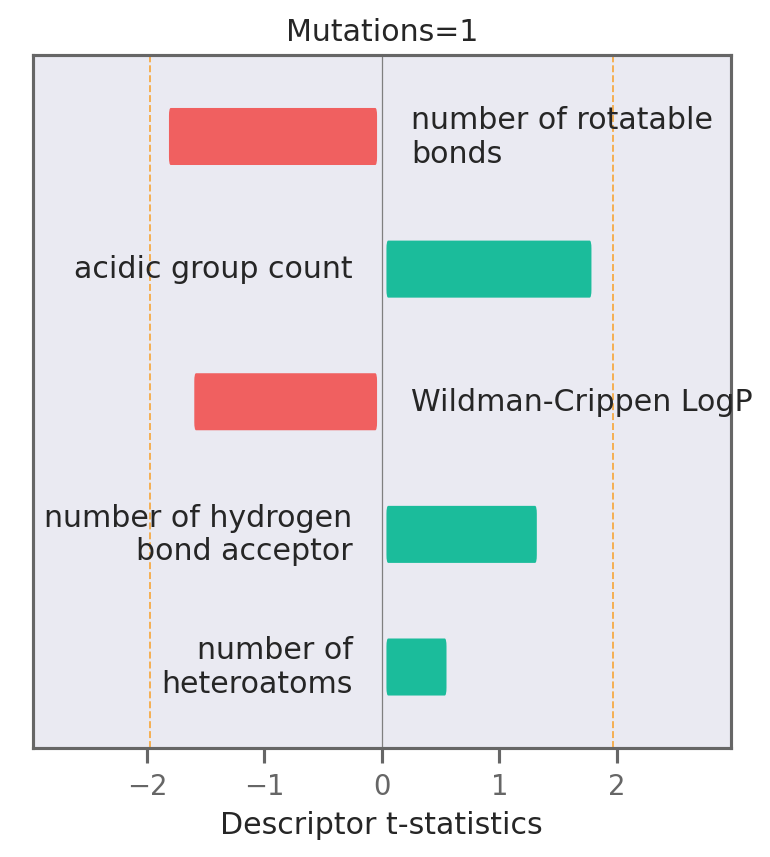 Mutations=1
number of rotatable
bonds
acidic group count
Wildman-Crippen LogP
number of hydrogen
bond acceptor
number of
heteroatoms
−2 −1 0 1 2
Descriptor t-statistics